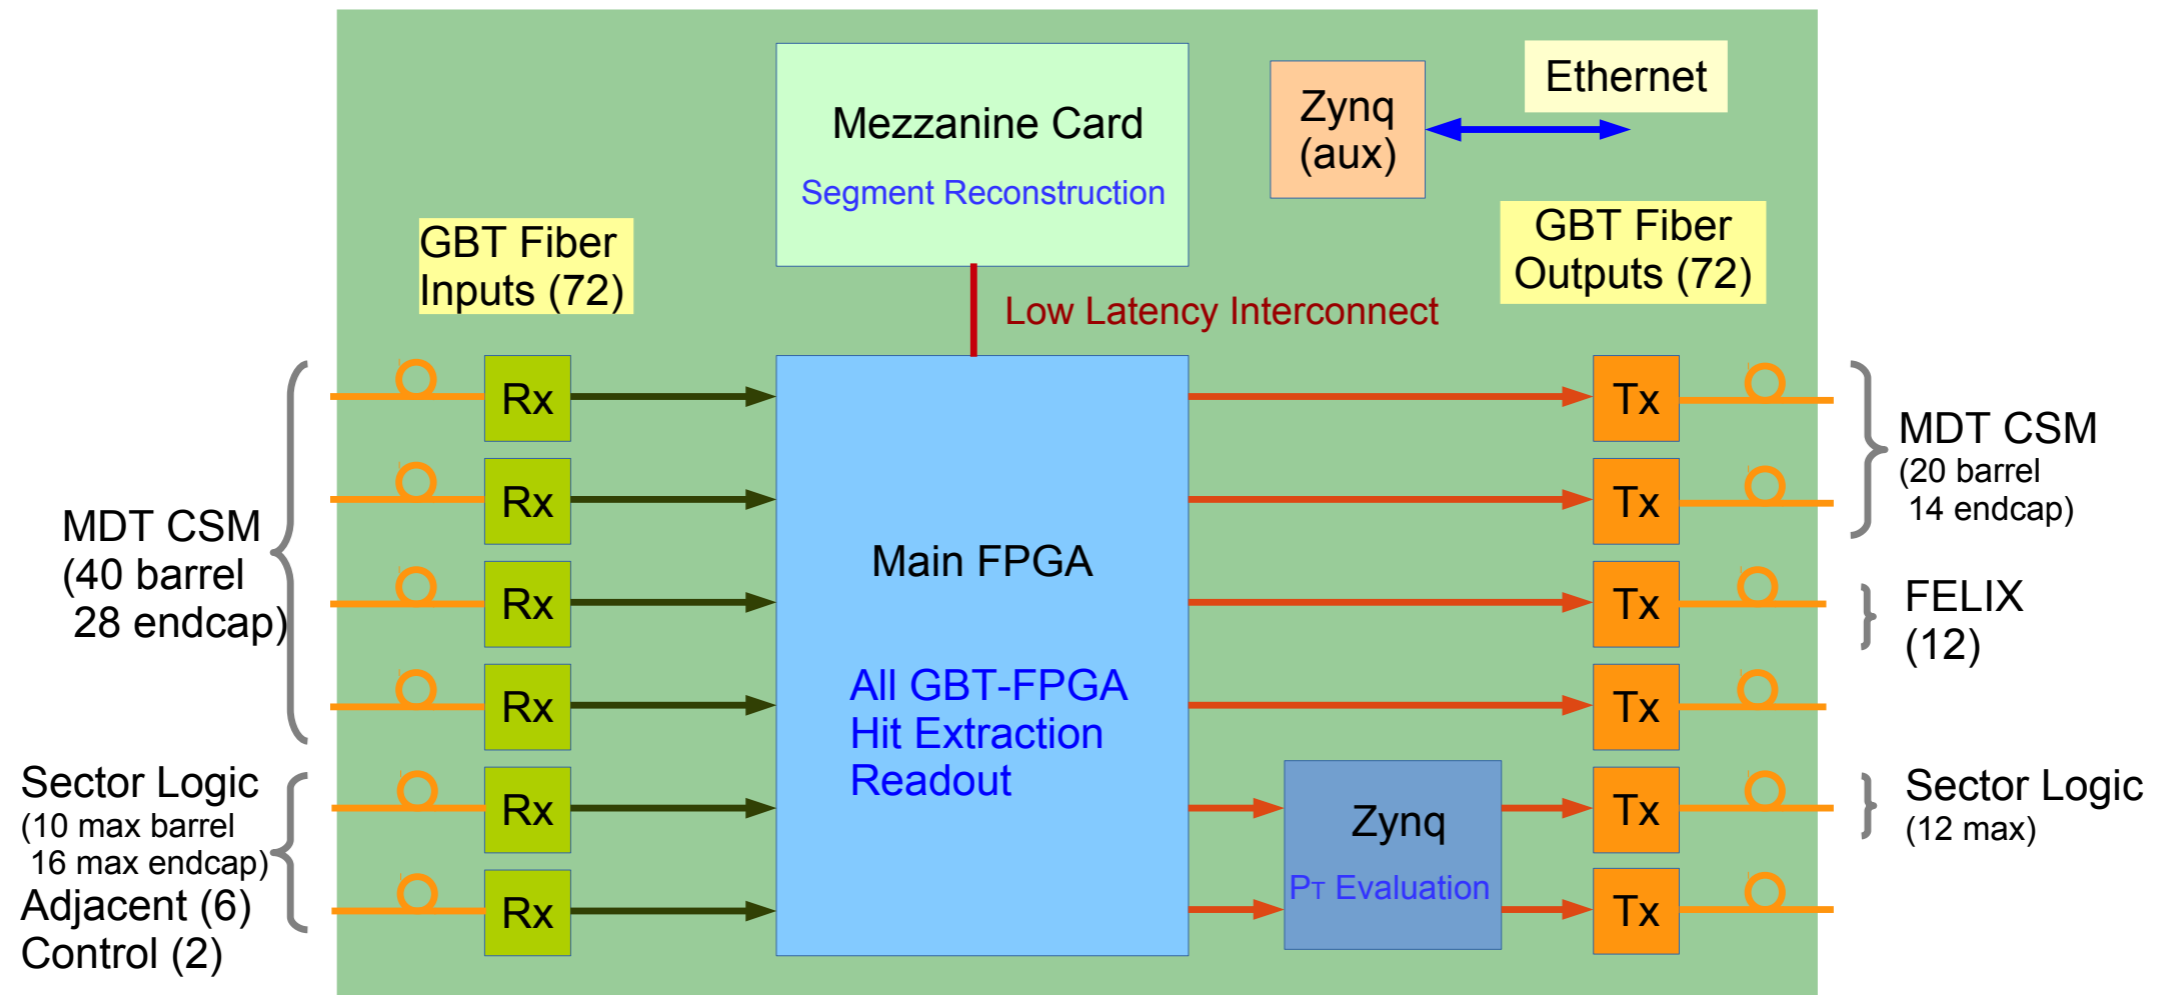 Mezzanine Card
Segment Reconstruction
Zynq
(aux)
Ethernet
GBT Fiber
Inputs (72)
GBT Fiber
Outputs (72)
Low Latency Interconnect
MDT CSM
(40 barrel
28 endcap)
Sector Logic
(10 max barrel
16 max endcap)
Adjacent (6)
Control (2)
Rx
Rx
Rx
Rx
Rx
Rx
Main FPGA
All GBT-FPGA
Hit Extraction
Readout
Zynq
PT Evaluation
Tx
Tx
Tx
Tx
Tx
Tx
MDT CSM
(20 barrel
14 endcap)
FELIX
(12)
Sector Logic
(12 max)